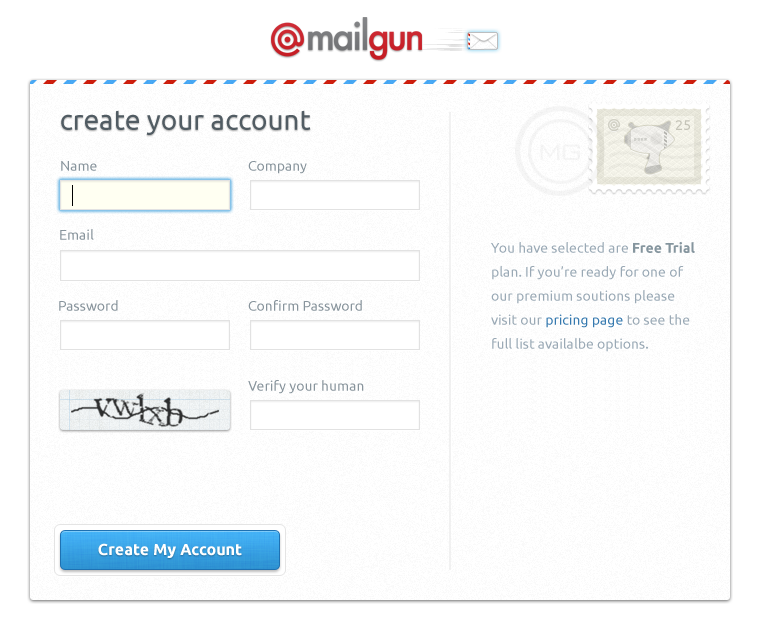 @mailgun
create your account
Name
Company
Email
Password
Confirm Password
Verify your human
Create My Account
MG
@ 25
You have selected are Free Trial
plan. If you’re ready for one of
our premium soutions please
visit our pricing page to see the
full list availalbe options.